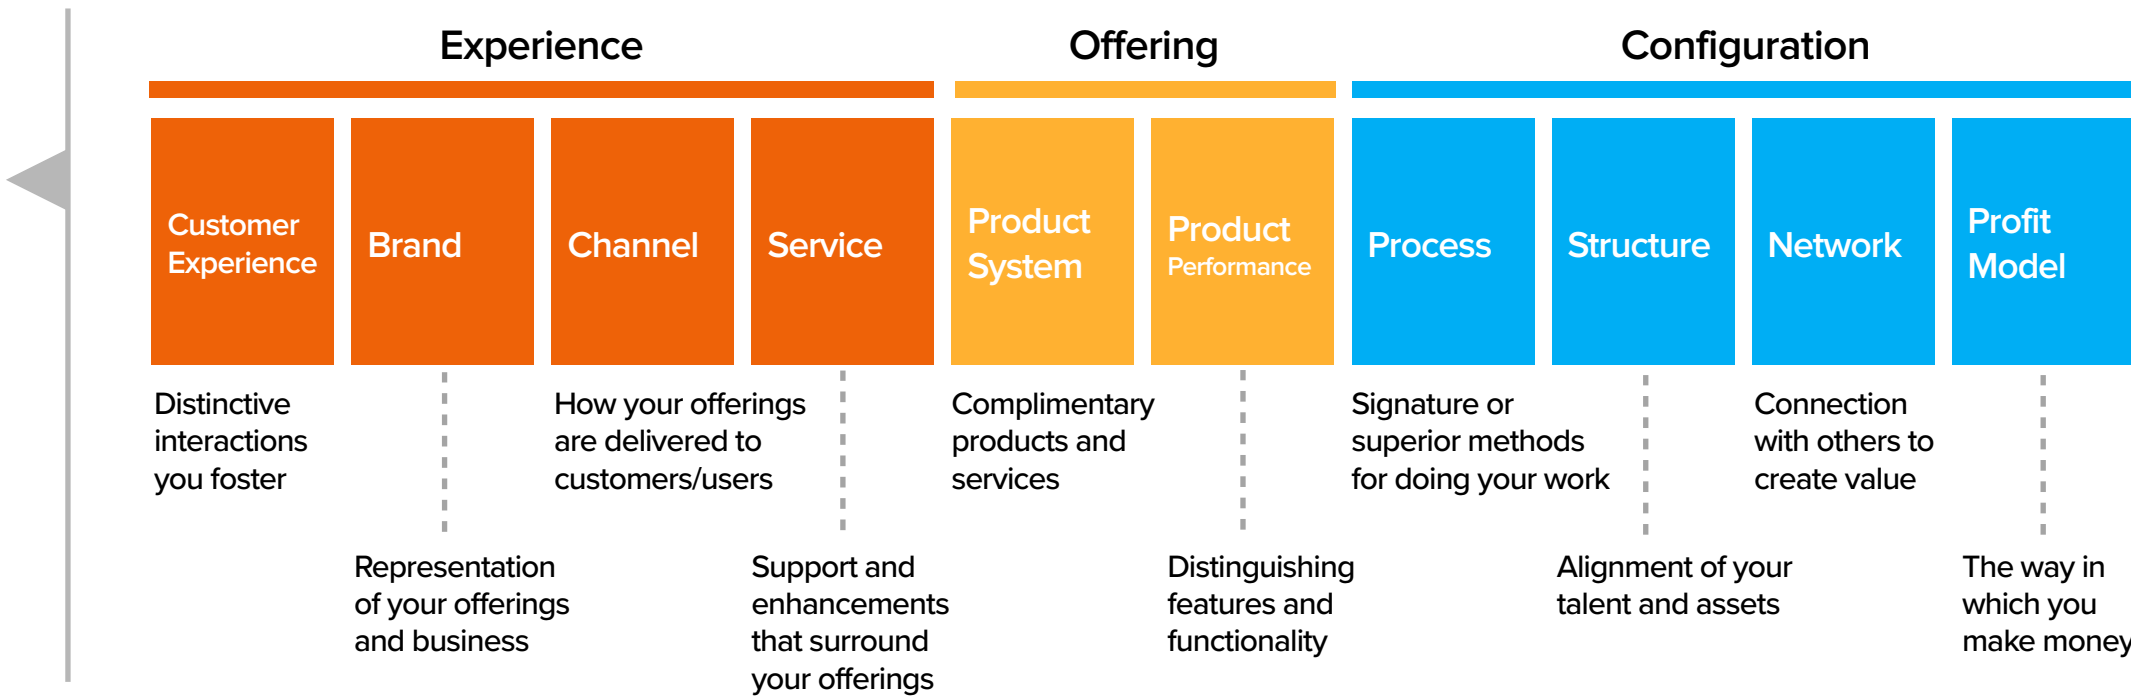 Experience
Offering
Configuration
Customer
Experience
Brand
Channel
Service
Product
System
Product
Performance
Process
Structure
Network
Profit
Model
Distinctive
interactions
you foster
How your offerings
are delivered to
customers/users
Complimentary
products and
services
Signature or
superior methods
for doing your work
Connection
with others to
create value
Representation
of your offerings
and business
Support and
enhancements
that surround
your offerings
Distinguishing
features and
functionality
Alignment of your
talent and assets
The way in
which you
make money